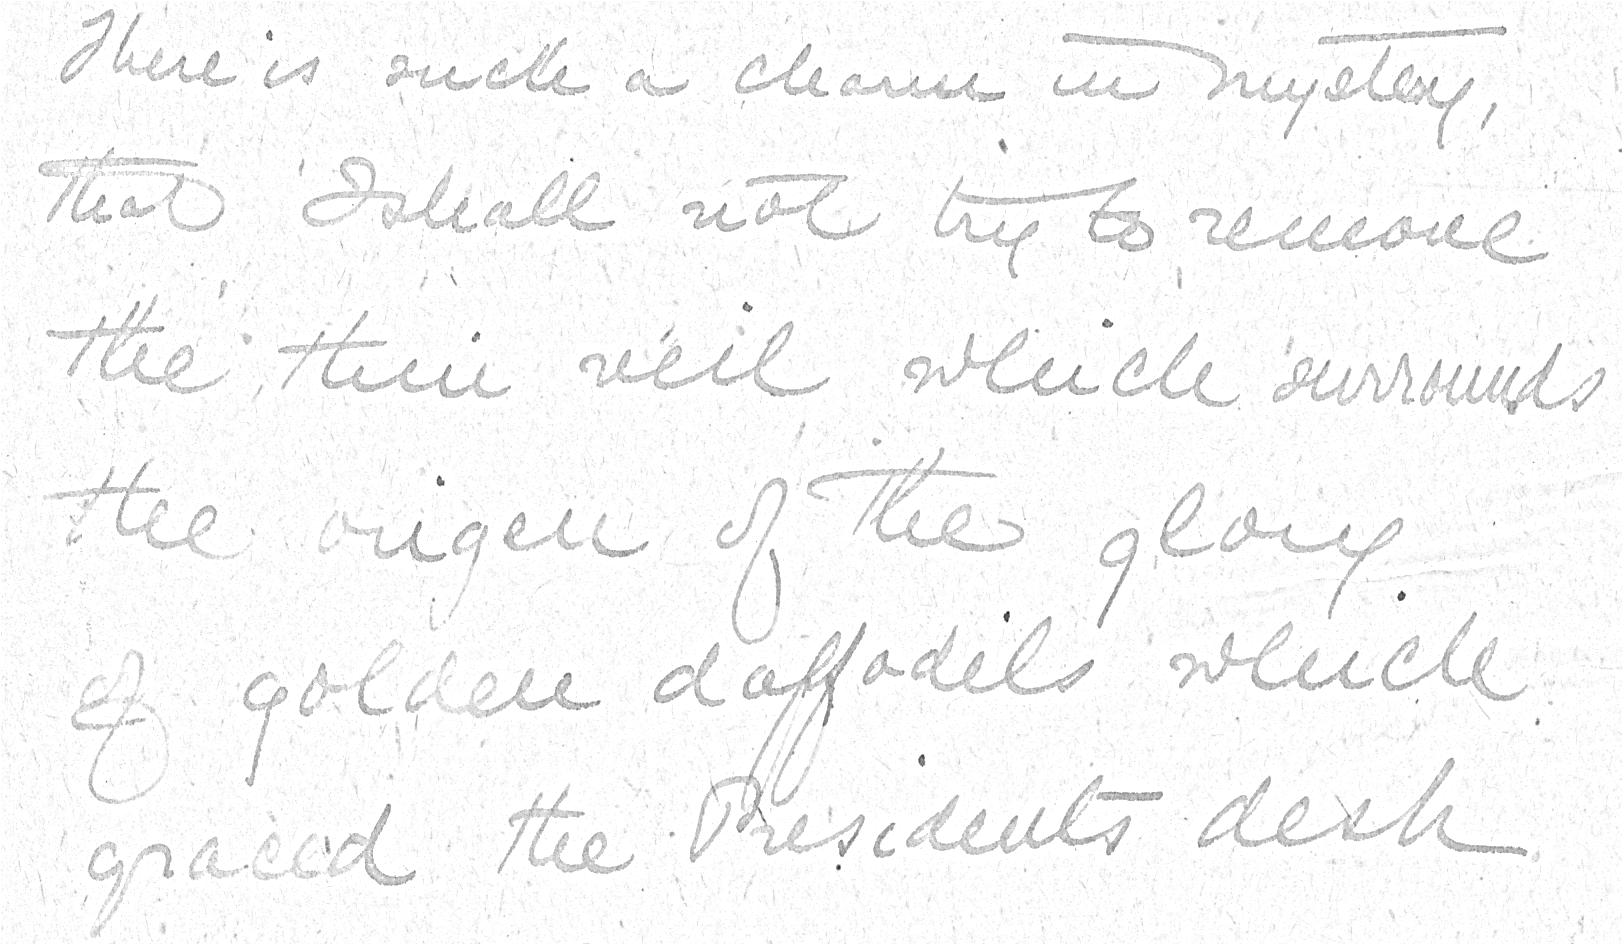 There is such a charm in mystery,
that I shall not try to remove
the thin veil which surrounds
the origen of the glory
of golden daffodils which
graced the Presidents desk